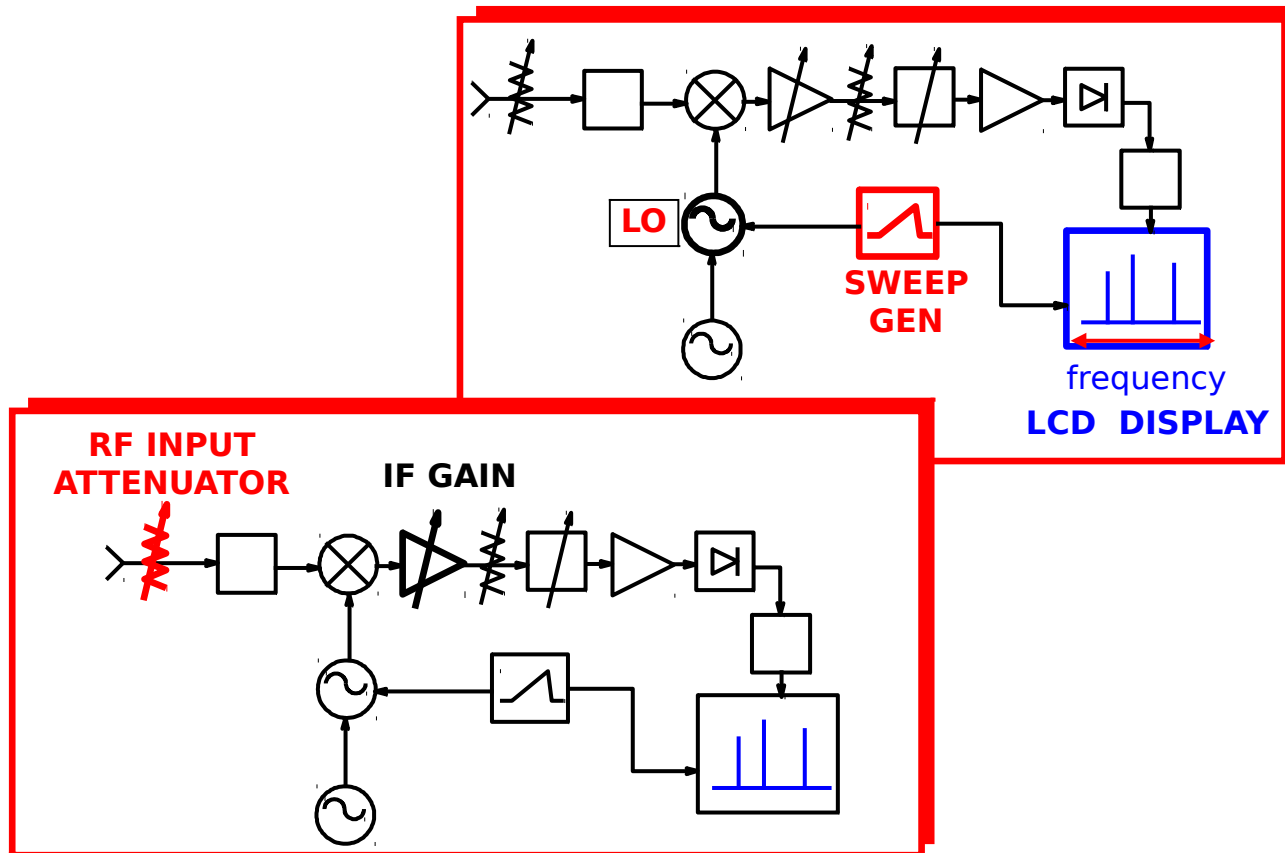 LO
SWEEP
GEN
frequency
LCD DISPLAY
RF INPUT
ATTENUATOR
IF GAIN